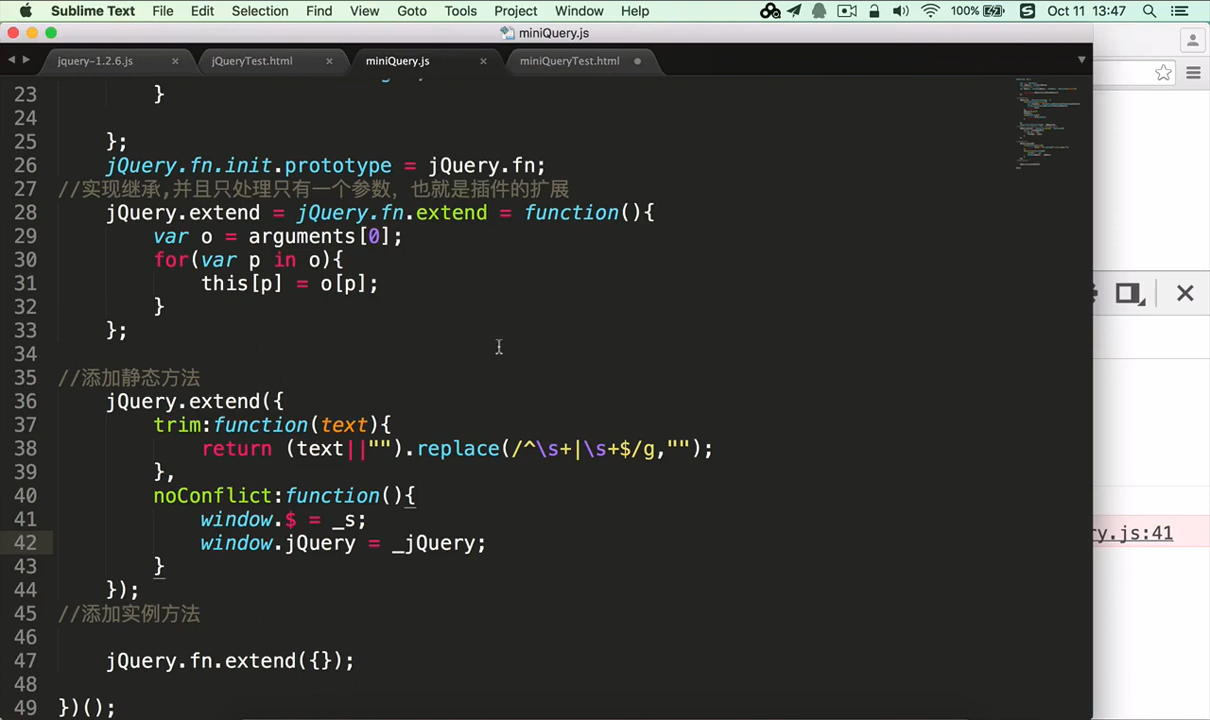 Sublime Text File Edit Selection Find View Goto Tools Project Window Help 100% Oct 11 13:47
miniQuery.js
jquery-1.2.6.js jQueryTest.html miniQuery.js miniQueryTest.html
23 }
24
25 };
26 jQuery.fn.init.prototype = jQuery.fn;
27 //实现继承,并且只处理只有一个参数，也就是插件的扩展
28 jQuery.extend = jQuery.fn.extend = function(){
29 var o = arguments[0];
30 for(var p in o){
31 this[p] = o[p];
32 }
33 };
34
35 //添加静态方法
36 jQuery.extend({
37 trim:function(text){
38 return (text||"").replace(/^\s+|\s+$/g,"");
39 },
40 noConflict:function(){
41 window.$ = _s;
42 window.jQuery = _jQuery;
43 }
44 });
45 //添加实例方法
46
47 jQuery.fn.extend({});
48
49 })();
ry.js:41